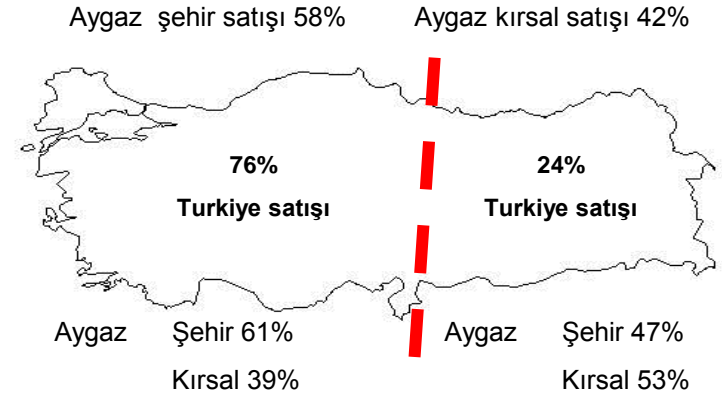 Aygaz şehir satışı 58% Aygaz kırsal satışı 42%
76% 24%
Turkiye satışı Turkiye satışı
Aygaz Şehir 61% Aygaz Şehir 47%
Kırsal 39% Kırsal 53%